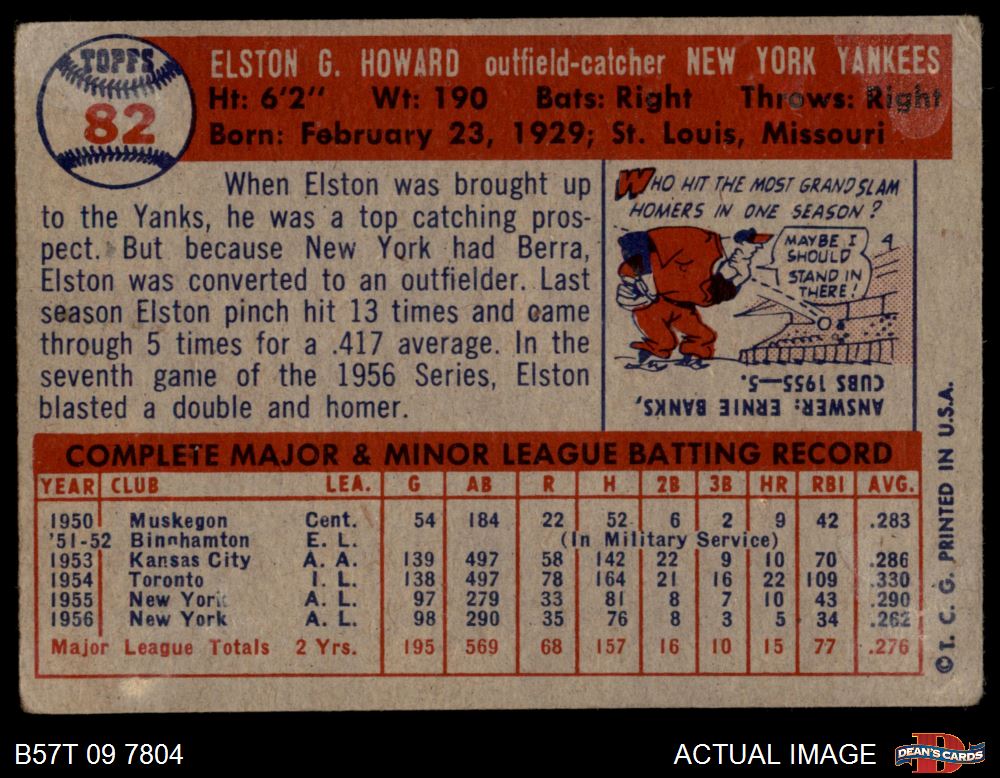 TOPPS
82
ELSTON G. HOWARD outfield-catcher NEW YORK YANKEES
Ht: 6'2" Wt: 190 Bats: Right Throws: Right
Born: February 23, 1929; St. Louis, Missouri
When Elston was brought up
to the Yanks, he was a top catching pros-
pect. But because New York had Berra,
Elston was converted to an outfielder. Last
season Elston pinch hit 13 times and came
through 5 times for a .417 average. In the
seventh game of the 1956 Series, Elston
blasted a double and homer.
WHO HIT THE MOST GRAND SLAM
HOMERS IN ONE SEASON?
MAYBE I
SHOULD
STAND IN
THERE!
4
ANSWER: ERNIE BANKS,
CUBS 1955—5.
COMPLETE MAJOR & MINOR LEAGUE BATTING RECORD
YEAR CLUB LEA. G AB R H 2B 3B HR RBI AVG.
1950 Muskegon Cent. 54 184 22 52 6 2 9 42 .283
'51-52 Binghamton E. L. (In Military Service)
1953 Kansas City A. A. 139 497 58 142 22 9 10 70 .286
1954 Toronto I. L. 138 497 78 164 21 16 22 109 .330
1955 New York A. L. 97 279 33 81 8 7 10 43 .290
1956 New York A. L. 98 290 35 76 8 3 5 34 .262
Major League Totals 2 Yrs. 195 569 68 157 16 10 15 77 .276
© T. C. G. PRINTED IN U.S.A.
B57T 09 7804
ACTUAL IMAGE
DEAN'S CARDS